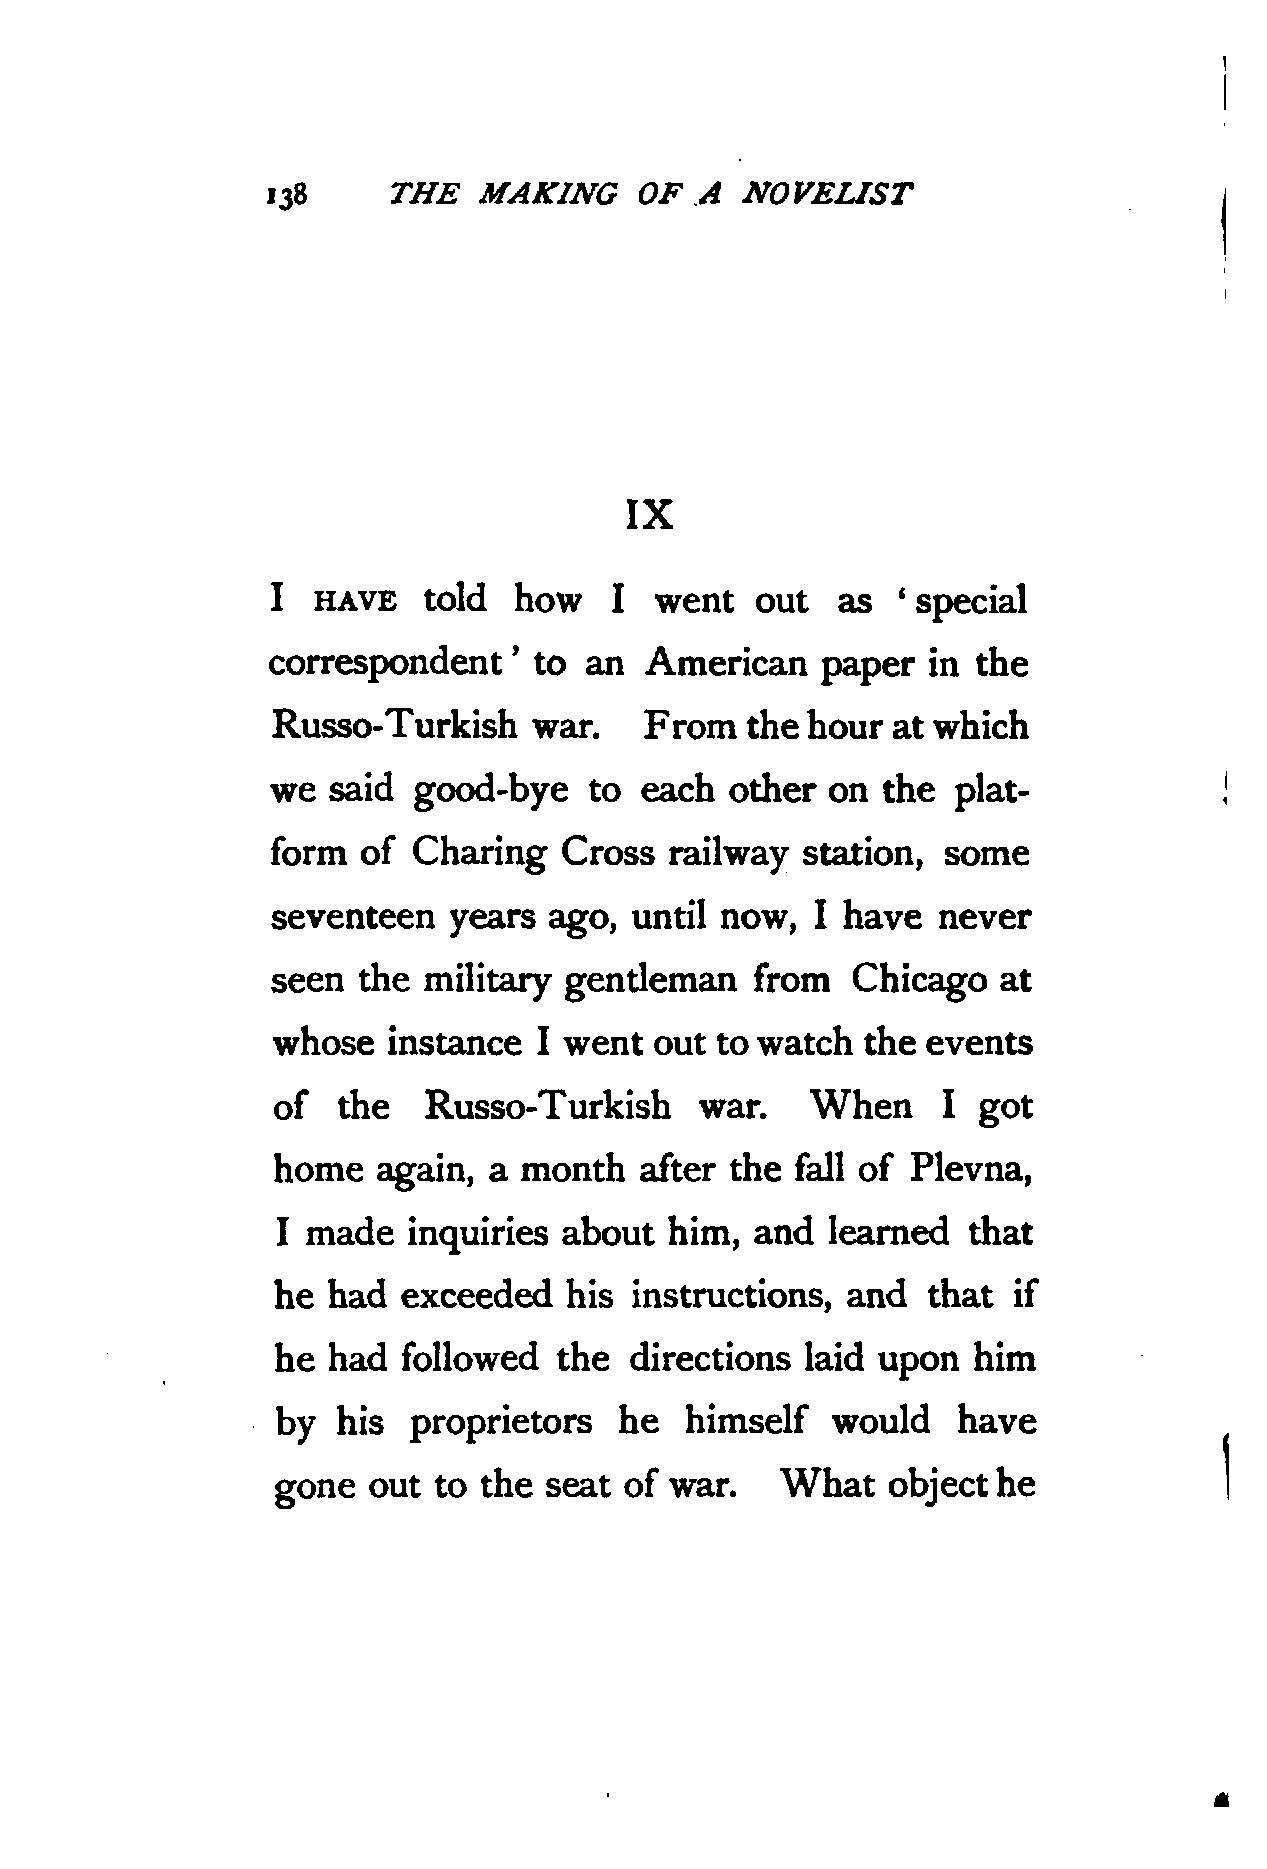 138 THE MAKING OF A NOVELIST
IX
I HAVE told how I went out as ‘special
correspondent’ to an American paper in the
Russo-Turkish war. From the hour at which
we said good-bye to each other on the plat-
form of Charing Cross railway station, some
seventeen years ago, until now, I have never
seen the military gentleman from Chicago at
whose instance I went out to watch the events
of the Russo-Turkish war. When I got
home again, a month after the fall of Plevna,
I made inquiries about him, and learned that
he had exceeded his instructions, and that if
he had followed the directions laid upon him
by his proprietors he himself would have
gone out to the seat of war. What object he